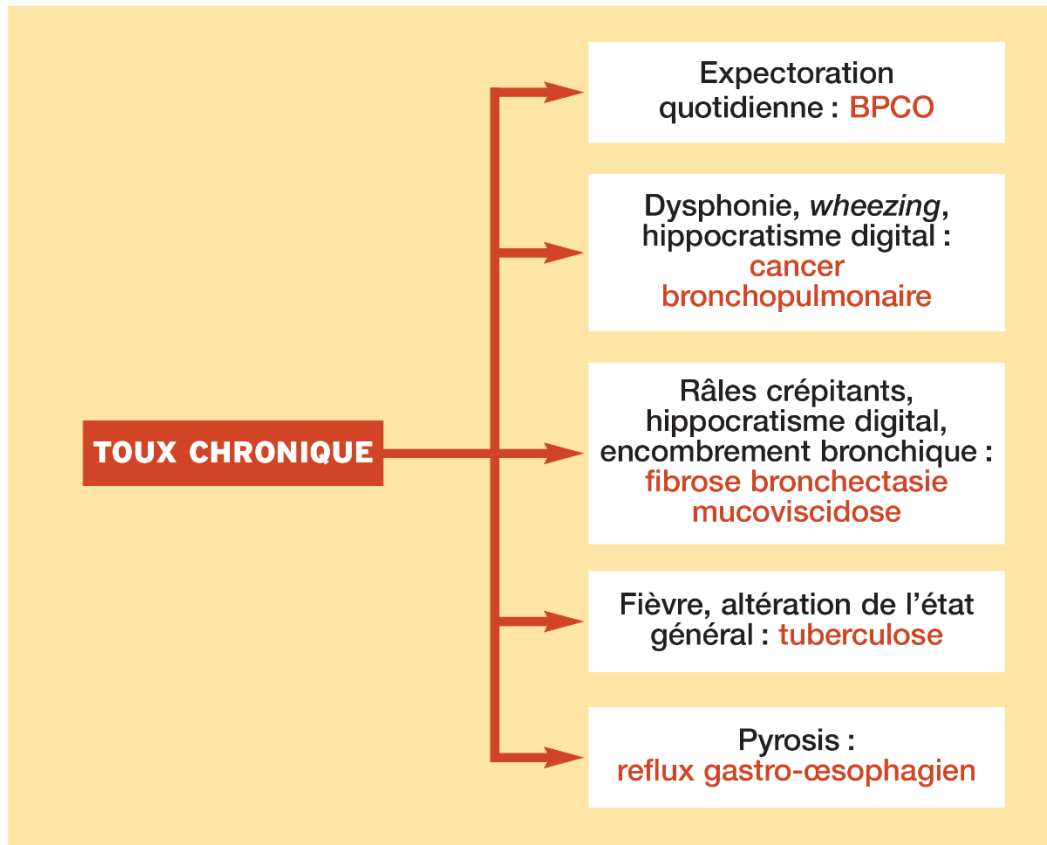 Expectoration
quotidienne : BPCO
Dysphonie, wheezing,
hippocratisme digital :
cancer
bronchopulmonaire
Râles crépitants,
hippocratisme digital,
encombrement bronchique :
fibrose bronchectasie
mucoviscidose
TOUX CHRONIQUE
Fièvre, altération de l’état
général : tuberculose
Pyrosis :
reflux gastro-œsophagien